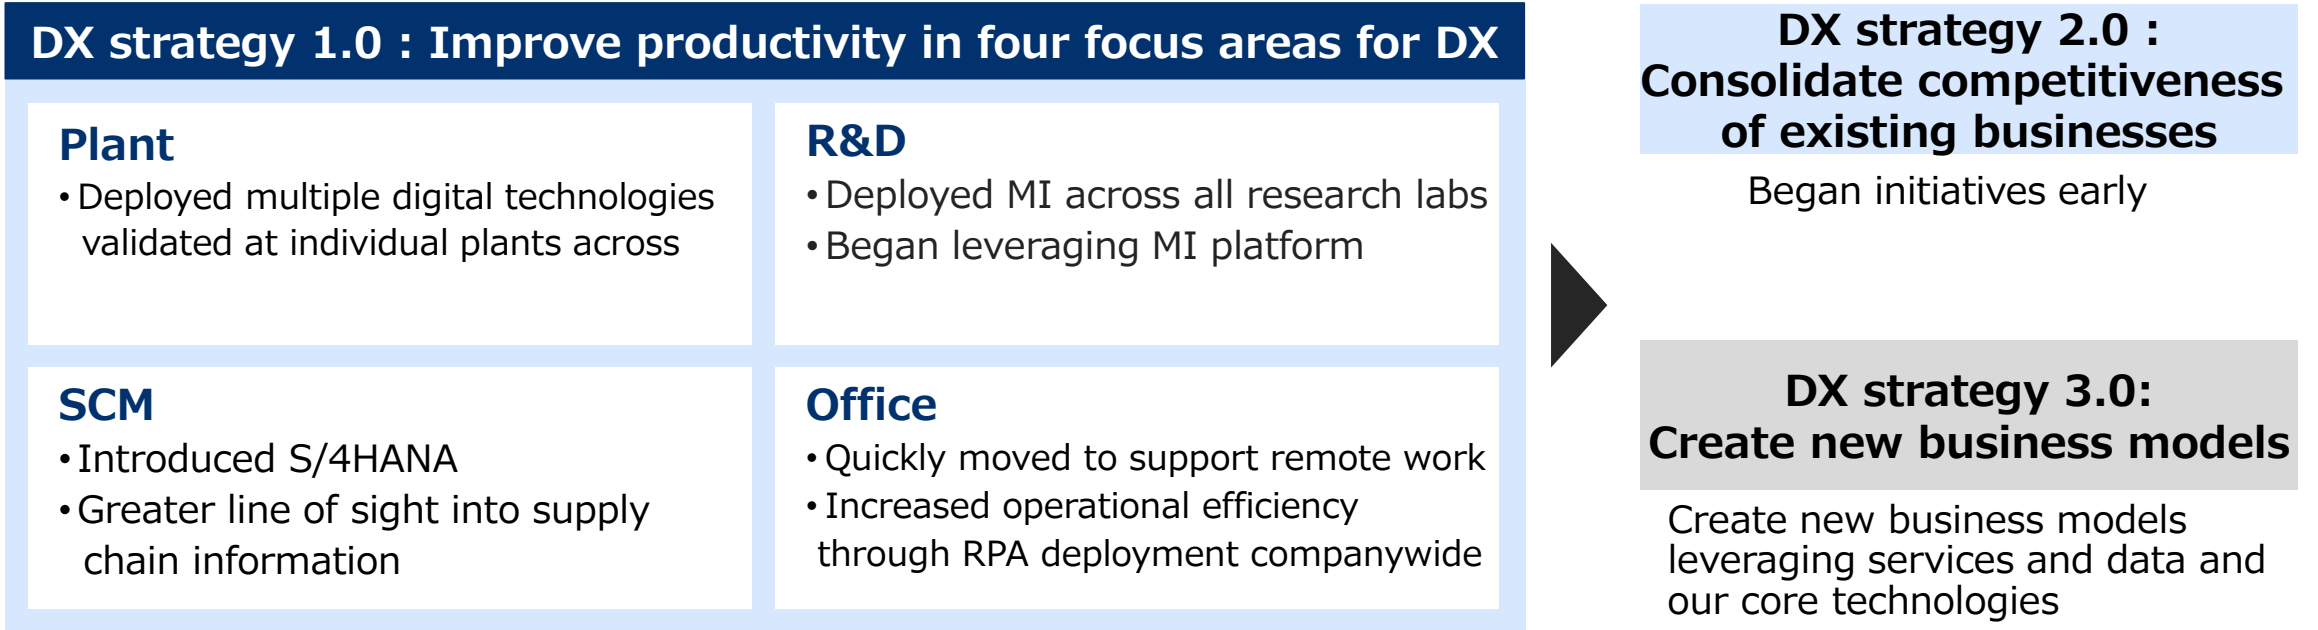 DX strategy 1.0 : Improve productivity in four focus areas for DX
Plant
• Deployed multiple digital technologies
validated at individual plants across
R&D
• Deployed MI across all research labs
• Began leveraging MI platform
SCM
• Introduced S/4HANA
• Greater line of sight into supply
chain information
Office
• Quickly moved to support remote work
• Increased operational efficiency
through RPA deployment companywide
DX strategy 2.0 :
Consolidate competitiveness
of existing businesses
Began initiatives early
DX strategy 3.0:
Create new business models
Create new business models
leveraging services and data and
our core technologies